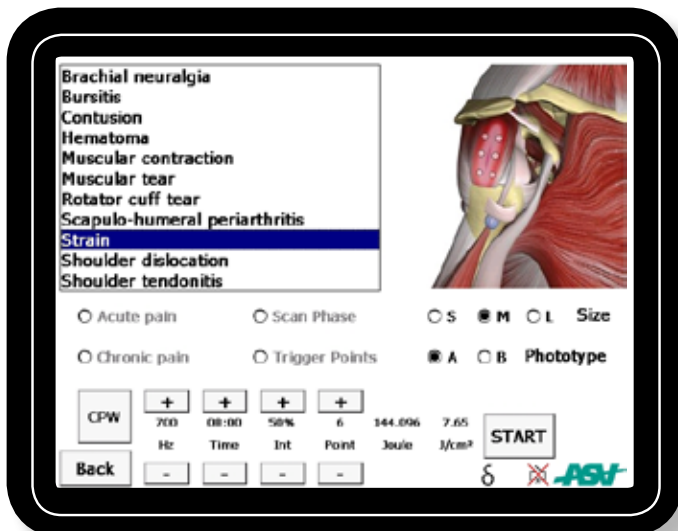 Brachial neuralgia
Bursitis
Contusion
Hematoma
Muscular contraction
Muscular tear
Rotator cuff tear
Scapulo-humeral periarthritis
Strain
Shoulder dislocation
Shoulder tendonitis
Acute pain Scan Phase S M L Size
Chronic pain Trigger Points A B Phototype
CPW + + + +
700 08:00 50% 6 144.096 7.65 START
Hz Time Int Point Joule J/cm²
Back - - - - δ ASA